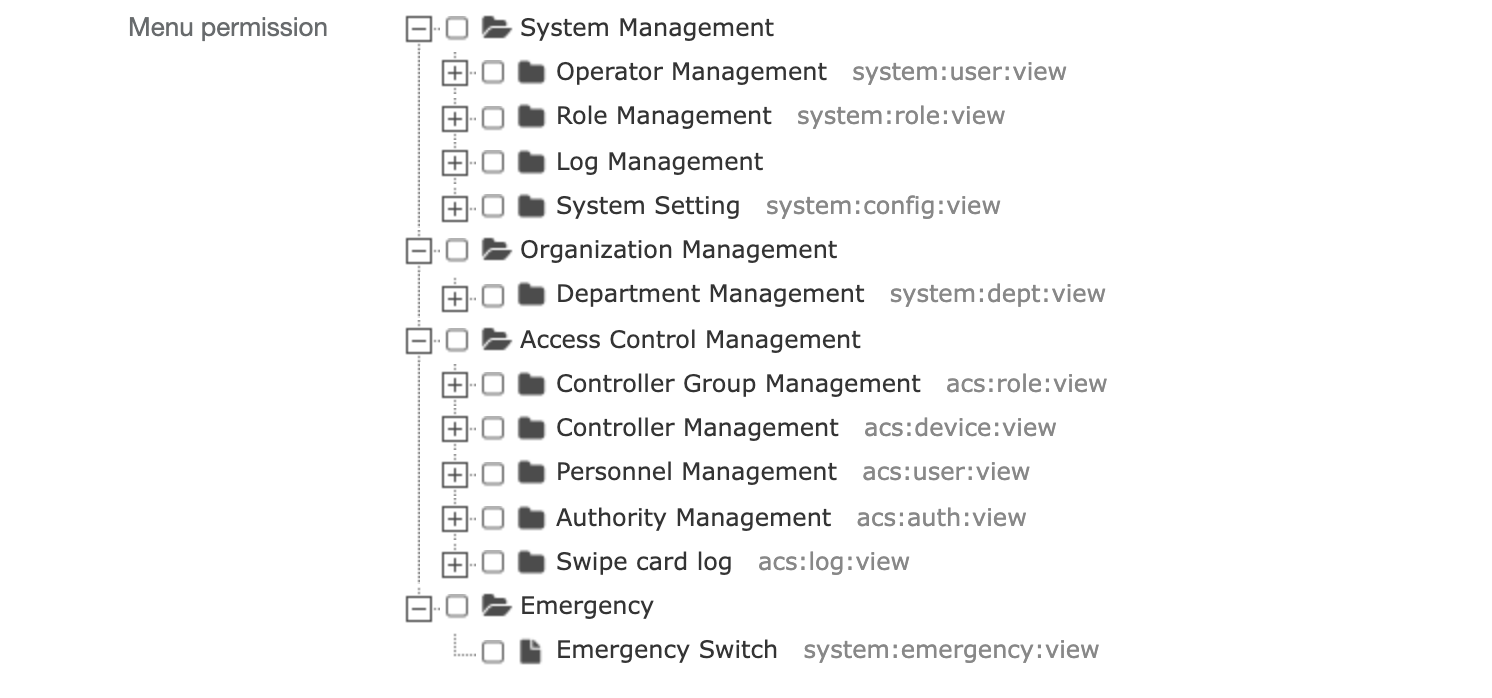 Menu permission
System Management
Operator Management system:user:view
Role Management system:role:view
Log Management
System Setting system:config:view
Organization Management
Department Management system:dept:view
Access Control Management
Controller Group Management acs:role:view
Controller Management acs:device:view
Personnel Management acs:user:view
Authority Management acs:auth:view
Swipe card log acs:log:view
Emergency
Emergency Switch system:emergency:view